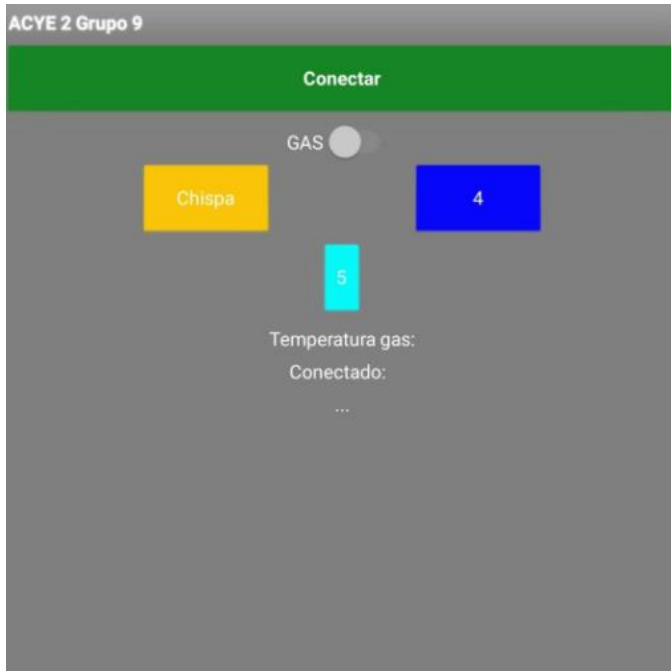 ACYE 2 Grupo 9
Conectar
GAS
Chispa 4
5
Temperatura gas:
Conectado:
...